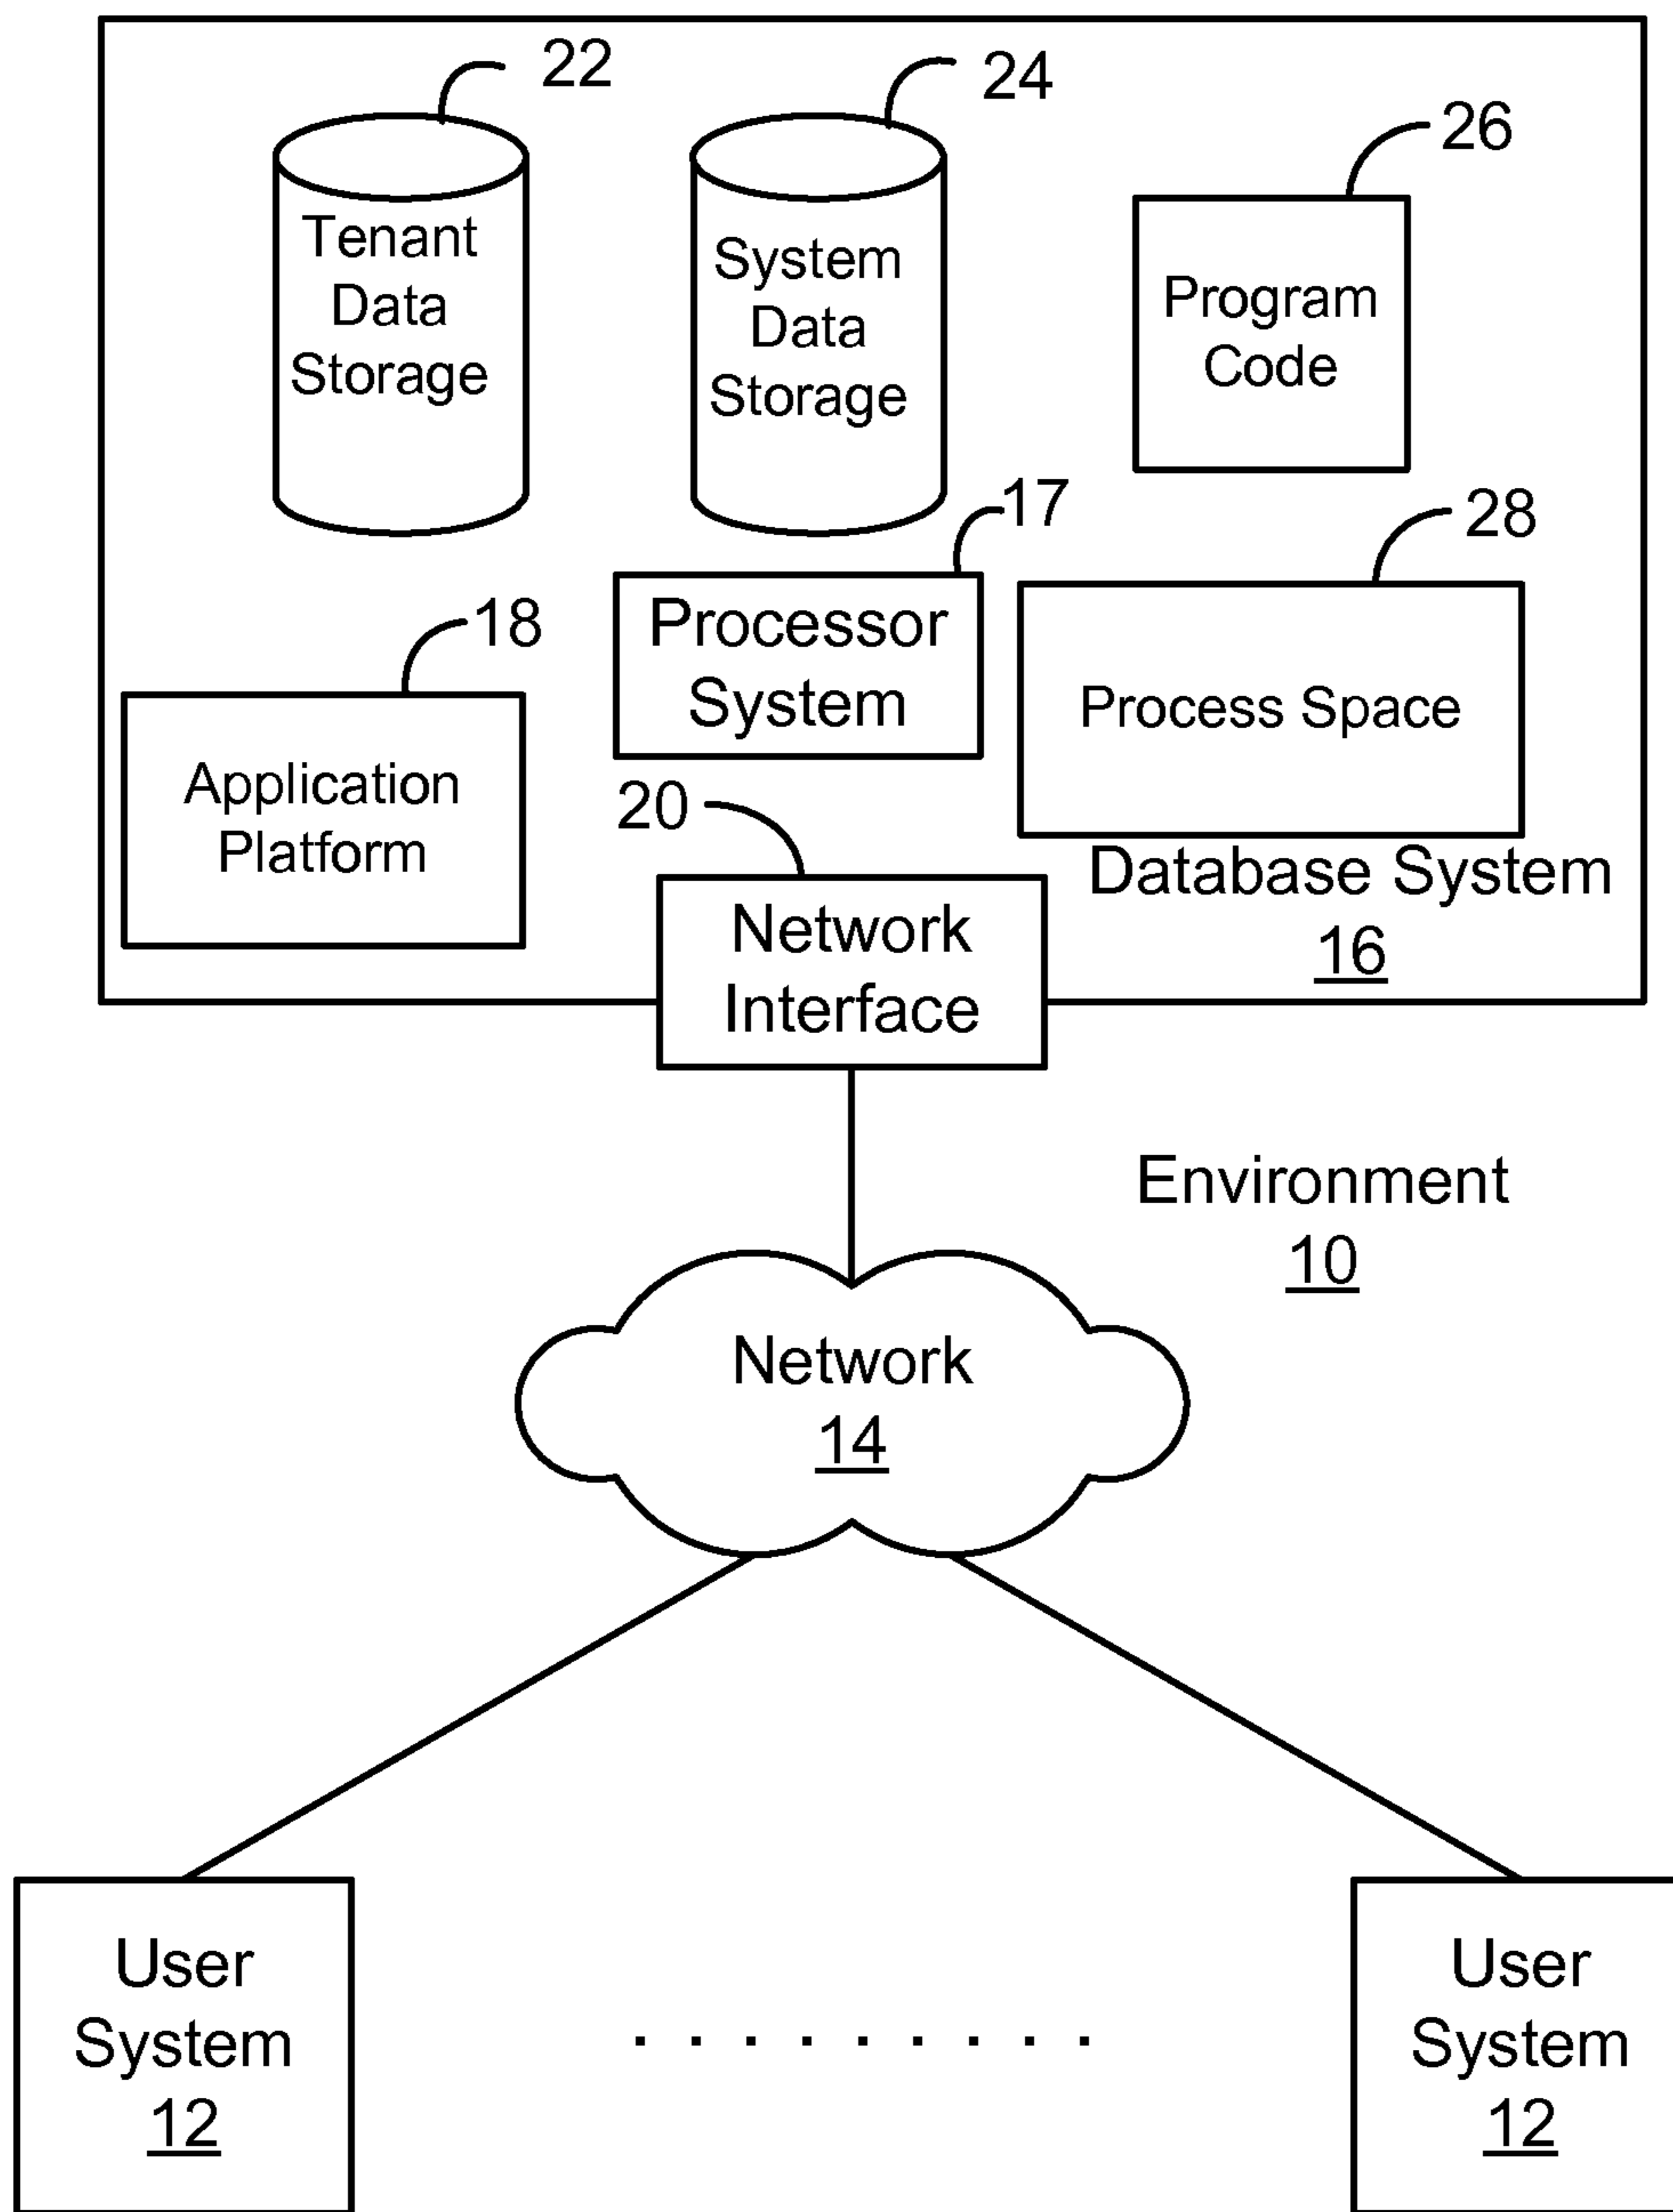 22
24
26
Tenant
Data
Storage
System
Data
Storage
Program
Code
17
28
18
Processor
System
Process Space
Application
Platform
20
Database System
16
Network
Interface
Environment
10
Network
14
User
System
12
. . . . . . . . .
User
System
12